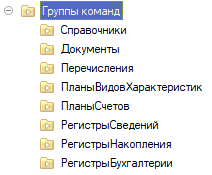 Группы команд
Справочники
Документы
Перечисления
ПланыВидовХарактеристик
ПланыСчетов
РегистрыСведений
РегистрыНакопления
РегистрыБухгалтерии